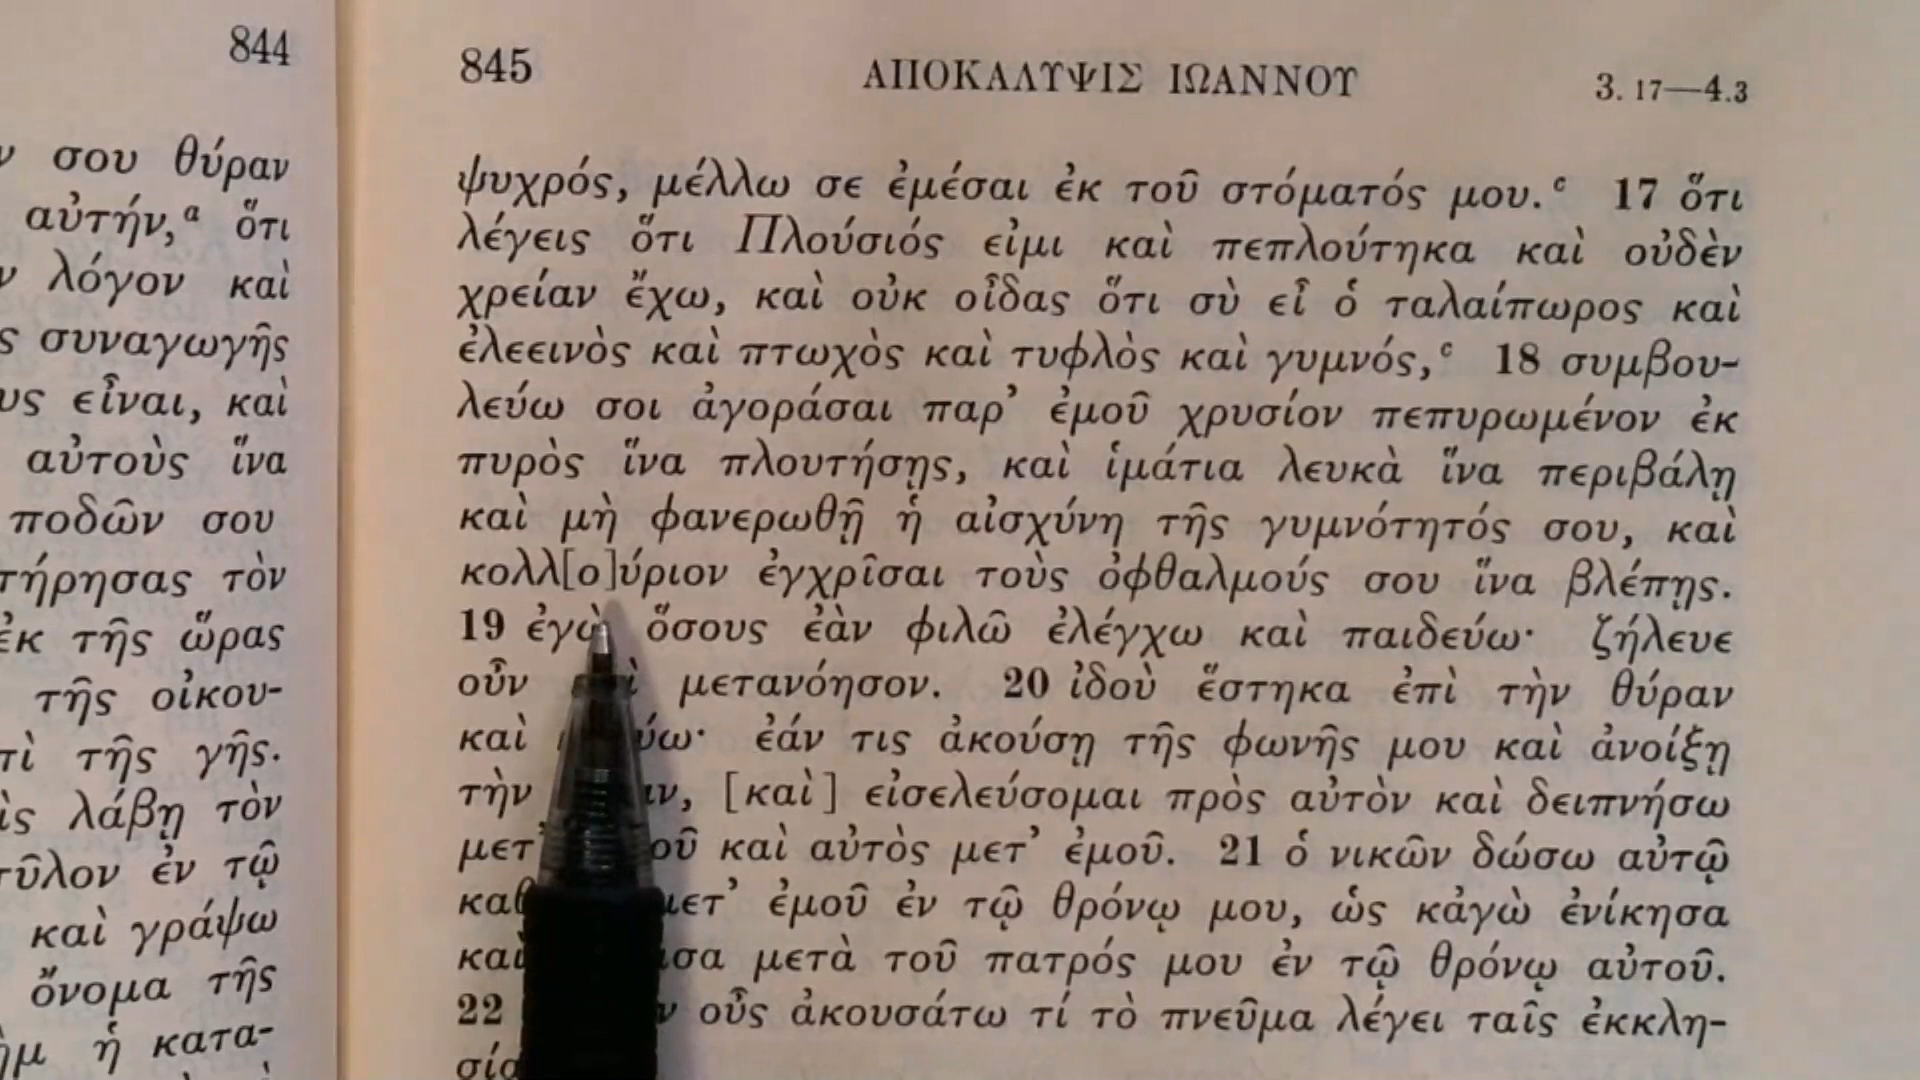 844
σου θύραν
αὐτήν,ᵃ ὅτι
λόγον καὶ
συναγωγῆς
εἶναι, καὶ
αὐτοὺς ἵνα
ποδῶν σου
τὸν
ἐκ τῆς ὥρας
τῆς οἰκου-
τῆς γῆς.
λάβῃ τὸν
ἐν τῷ
καὶ γράψω
ὄνομα τῆς
ἡ κατα-
845 ΑΠΟΚΑΛΥΨΙΣ ΙΩΑΝΝΟΥ 3. 17—4.3
ψυχρός, μέλλω σε ἐμέσαι ἐκ τοῦ στόματός μου.ᶜ 17 ὅτι
λέγεις ὅτι Πλούσιός εἰμι καὶ πεπλούτηκα καὶ οὐδὲν
χρείαν ἔχω, καὶ οὐκ οἶδας ὅτι σὺ εἶ ὁ ταλαίπωρος καὶ
ἐλεεινὸς καὶ πτωχὸς καὶ τυφλὸς καὶ γυμνός,ᶜ 18 συμβου-
λεύω σοι ἀγοράσαι παρ’ ἐμοῦ χρυσίον πεπυρωμένον ἐκ
πυρὸς ἵνα πλουτήσῃς, καὶ ἱμάτια λευκὰ ἵνα περιβάλῃ
καὶ μὴ φανερωθῇ ἡ αἰσχύνη τῆς γυμνότητός σου, καὶ
κολλ[ο]ύριον ἐγχρῖσαι τοὺς ὀφθαλμούς σου ἵνα βλέπῃς.
19 ἐγὼ ὅσους ἐὰν φιλῶ ἐλέγχω καὶ παιδεύω· ζήλευε
οὖν μετανόησον. 20 ἰδοὺ ἕστηκα ἐπὶ τὴν θύραν
καὶ ἐάν τις ἀκούσῃ τῆς φωνῆς μου καὶ ἀνοίξῃ
τὴν [καὶ] εἰσελεύσομαι πρὸς αὐτὸν καὶ δειπνήσω
μετ’ καὶ αὐτὸς μετ’ ἐμοῦ. 21 ὁ νικῶν δώσω αὐτῷ
μετ’ ἐμοῦ ἐν τῷ θρόνῳ μου, ὡς κἀγὼ ἐνίκησα
καὶ μετὰ τοῦ πατρός μου ἐν τῷ θρόνῳ αὐτοῦ.
22 οὖς ἀκουσάτω τί τὸ πνεῦμα λέγει ταῖς ἐκκλη-